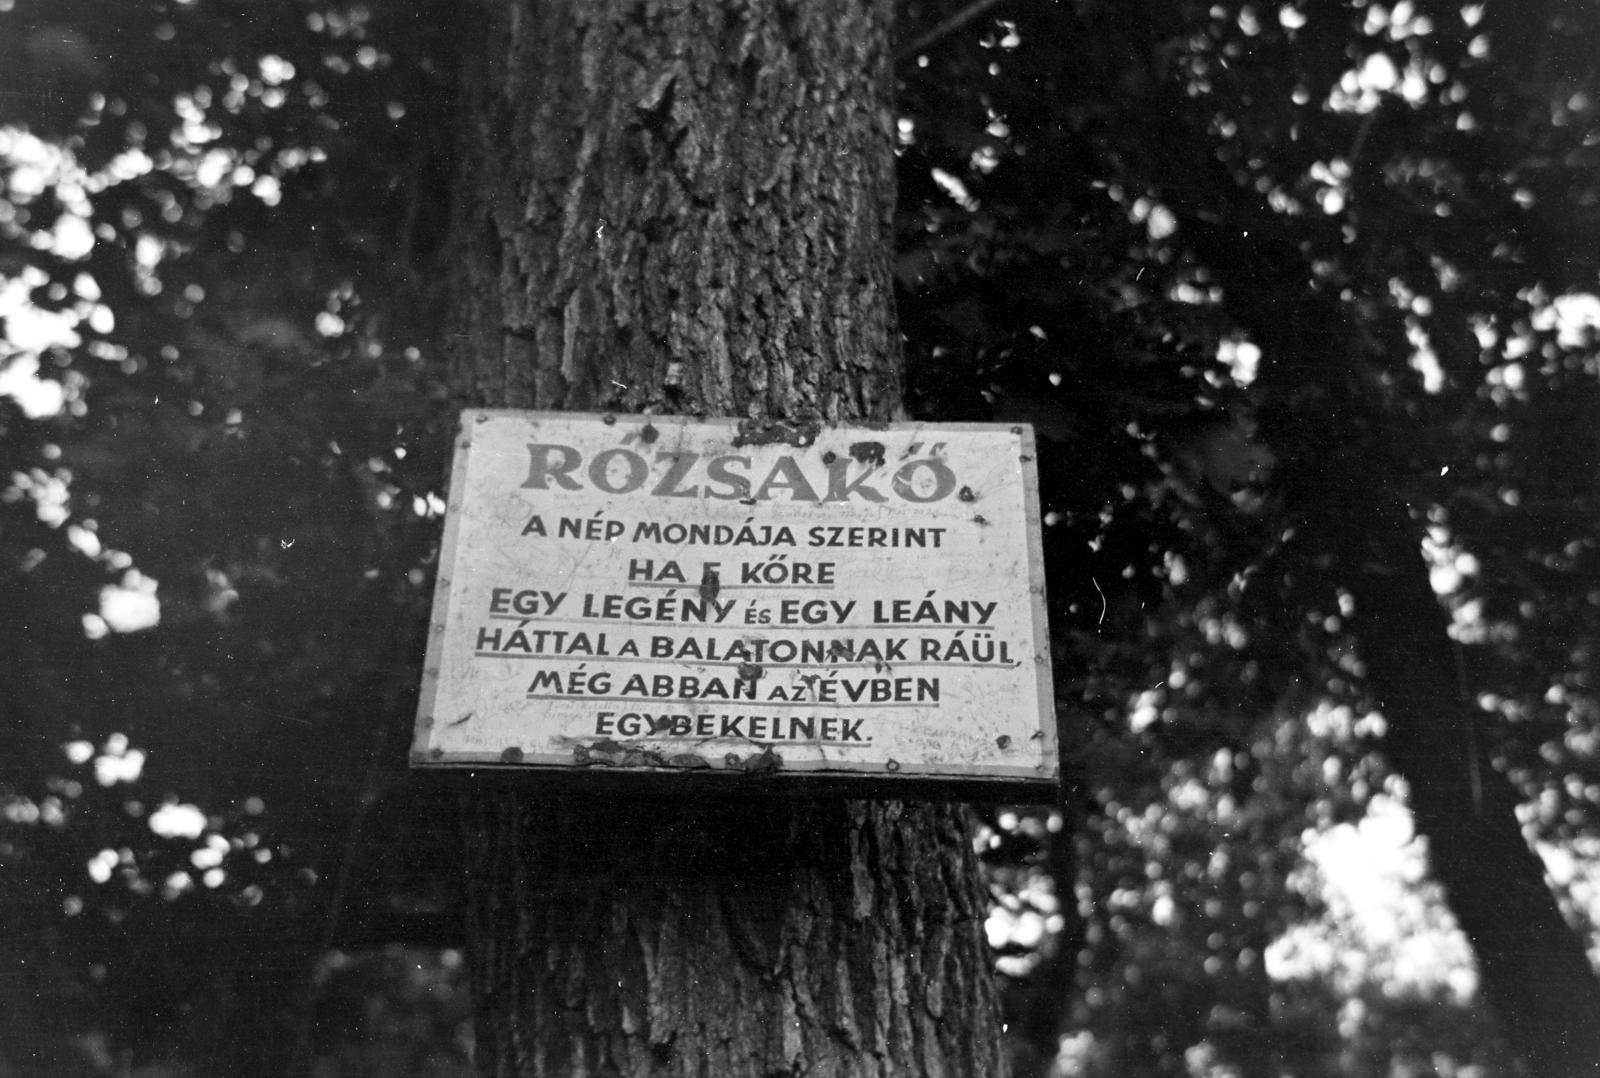 RÓZSAKŐ
A NÉP MONDÁJA SZERINT
HA E KŐRE
EGY LEGÉNY ÉS EGY LEÁNY
HÁTTAL A BALATONNAK RÁÜL,
MÉG ABBAN AZ ÉVBEN
EGYBEKELNEK.